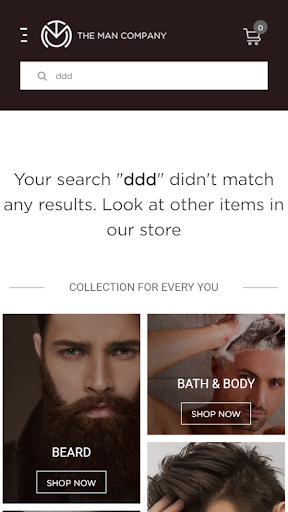 THE MAN COMPANY
0
ddd
Your search "ddd" didn't match
any results. Look at other items in
our store
COLLECTION FOR EVERY YOU
BATH & BODY
SHOP NOW
BEARD
SHOP NOW